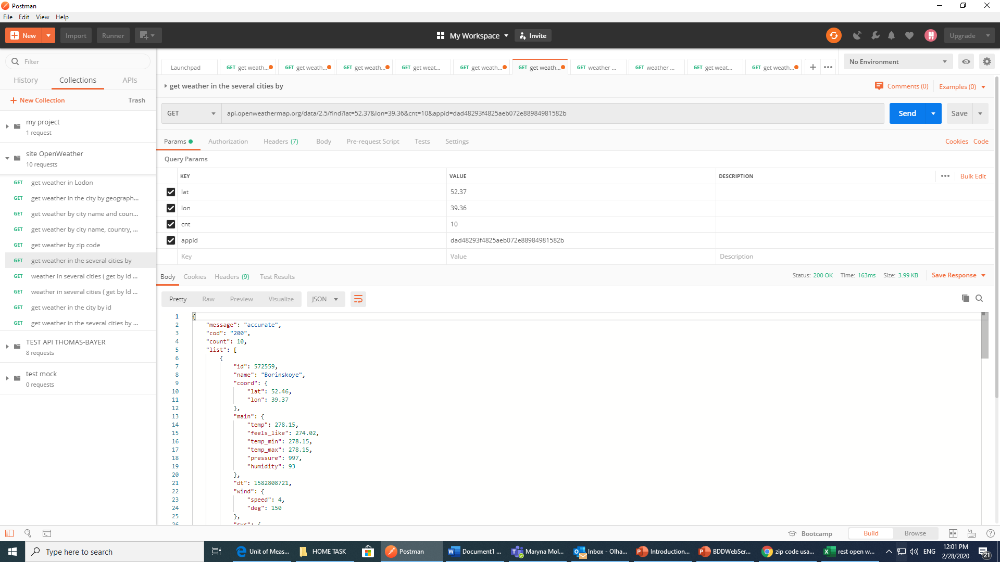 Postman
File Edit View Help
New Import Runner My Workspace Invite Upgrade
Filter
History Collections APIs
New Collection Trash
my project
1 request
site OpenWeather
10 requests
GET get weather in Lodon
GET get weather in the city by geograph...
GET get weather by city name and coun...
GET get weather by city name, country, ...
GET get weather by zip code
GET get weather in the several cities by
GET weather in several cities ( get by Id ...
GET weather in several cities ( get by Id ...
GET get weather in the city by id
GET get weather in the several cities by ...
TEST API THOMAS-BAYER
8 requests
test mock
0 requests
Launchpad GET get weath... GET get weath... GET get weath... GET get weat... GET get weath... GET get weath... GET weather ... GET weather ... GET get weat... GET get weath... No Environment
get weather in the several cities by Comments (0) Examples (0)
GET api.openweathermap.org/data/2.5/find?lat=52.37&lon=39.36&cnt=10&appid=dad48293f4825aeb072e88984981582b Send Save
Params Authorization Headers (7) Body Pre-request Script Tests Settings Cookies Code
Query Params
KEY VALUE DESCRIPTION Bulk Edit
lat 52.37
lon 39.36
cnt 10
appid dad48293f4825aeb072e88984981582b
Key Value Description
Body Cookies Headers (9) Test Results Status: 200 OK Time: 163ms Size: 3.99 KB Save Response
Pretty Raw Preview Visualize JSON
1 {
2 "message": "accurate",
3 "cod": "200",
4 "count": 10,
5 "list": [
6 {
7 "id": 572559,
8 "name": "Borinskoye",
9 "coord": {
10 "lat": 52.46,
11 "lon": 39.37
12 },
13 "main": {
14 "temp": 278.15,
15 "feels_like": 274.02,
16 "temp_min": 278.15,
17 "temp_max": 278.15,
18 "pressure": 997,
19 "humidity": 93
20 },
21 "dt": 1582808721,
22 "wind": {
23 "speed": 4,
24 "deg": 150
25 },
26 "sys": {
Bootcamp Build Browse
Type here to search Unit of Meas... HOME TASK Postman Document1 ... Maryna Mol... Inbox - Olha... Introduction... BDDWebSer... zip code usa... rest open w... ENG 12:01 PM
2/28/2020 21